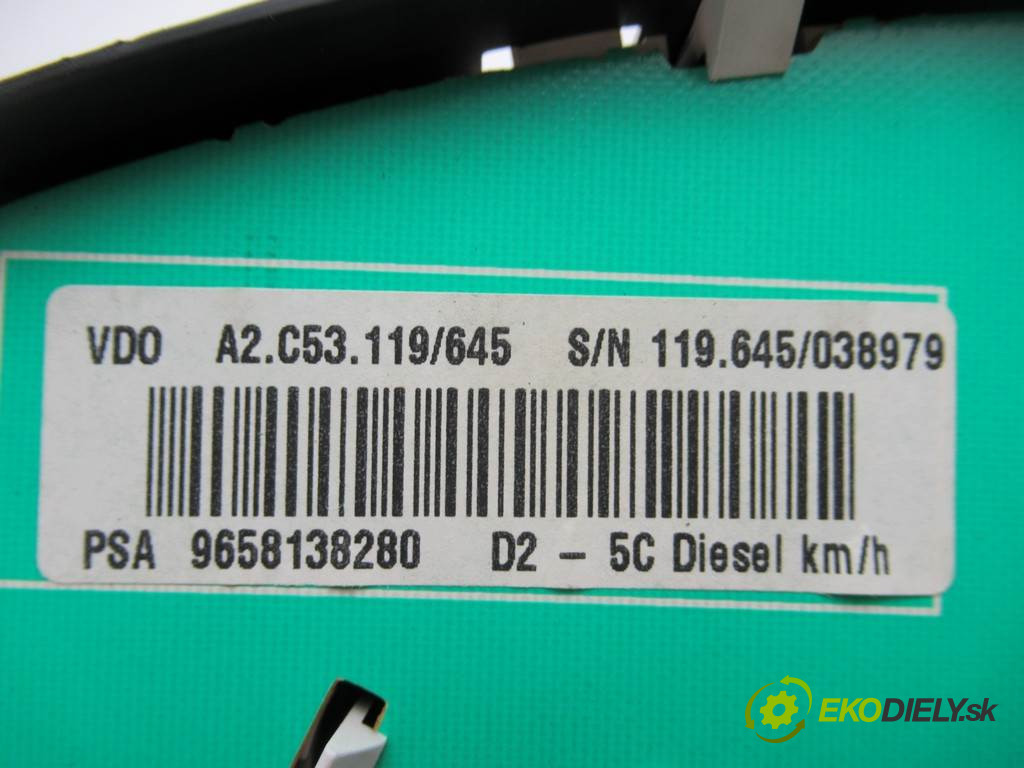 VDO A2.C53.119/645 S/N 119.645/038979
PSA 9658138280 D2 - 5C Diesel km/h
EKODIELY.sk